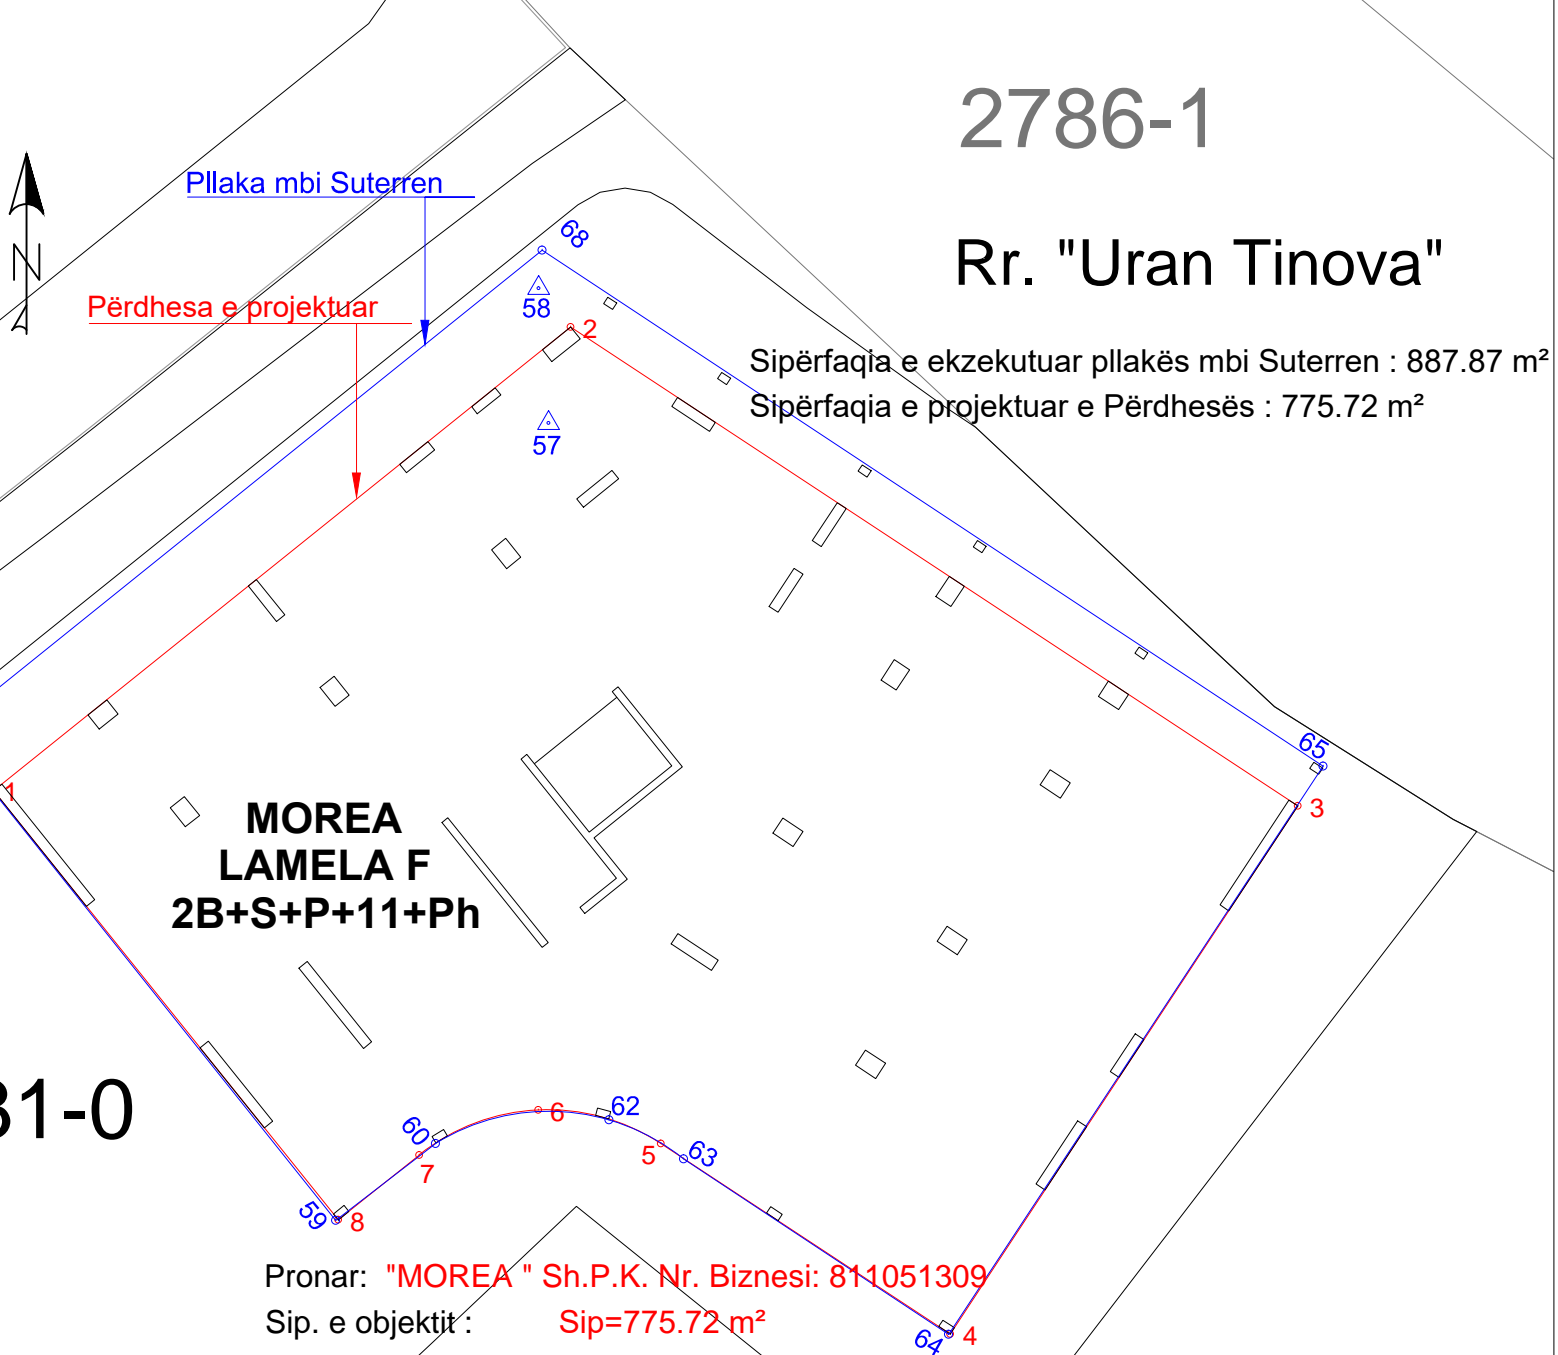 2786-1
Pllaka mbi Suterren
68
Rr. "Uran Tinova"
N
58
Përdhesa e projektuar
2
Sipërfaqia e ekzekutuar pllakës mbi Suterren : 887.87 m²
Sipërfaqia e projektuar e Përdhesës : 775.72 m²
57
65
1
3
MOREA
LAMELA F
2B+S+P+11+Ph
31-0
6
62
60
5
63
7
59
8
Pronar: "MOREA " Sh.P.K. Nr. Biznesi: 811051309
Sip. e objektit : Sip=775.72 m²
64
4